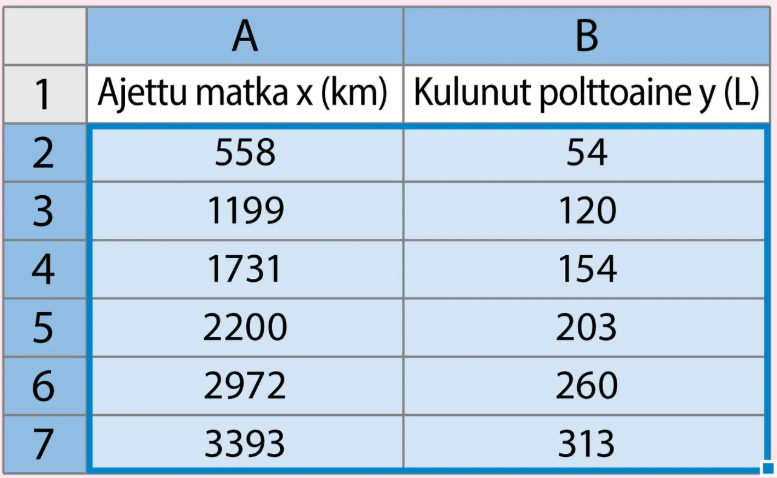 A B
1 Ajettu matka x (km) Kulunut polttoaine y (L)
2 558 54
3 1199 120
4 1731 154
5 2200 203
6 2972 260
7 3393 313